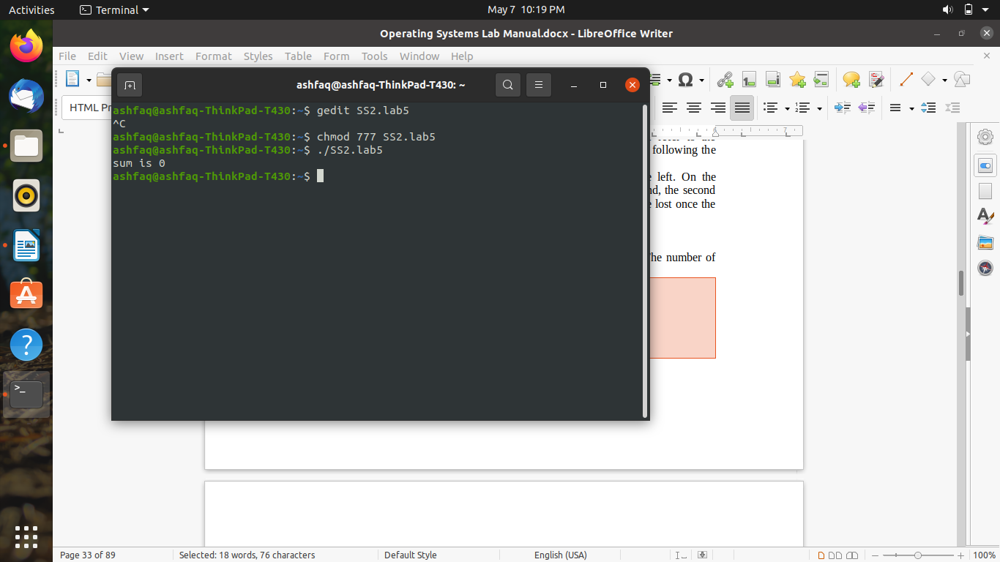 Activities Terminal May 7 10:19 PM
Operating Systems Lab Manual.docx - LibreOffice Writer
File Edit View Insert Format Styles Table Form Tools Window Help
ashfaq@ashfaq-ThinkPad-T430: ~
HTML Pr
ashfaq@ashfaq-ThinkPad-T430:~$ gedit SS2.lab5
^C
ashfaq@ashfaq-ThinkPad-T430:~$ chmod 777 SS2.lab5
ashfaq@ashfaq-ThinkPad-T430:~$ ./SS2.lab5
sum is 0
ashfaq@ashfaq-ThinkPad-T430:~$
6 7
following the
left. On the
nd, the second
lost once the
The number of
Page 33 of 89 Selected: 18 words, 76 characters Default Style English (USA) 100%